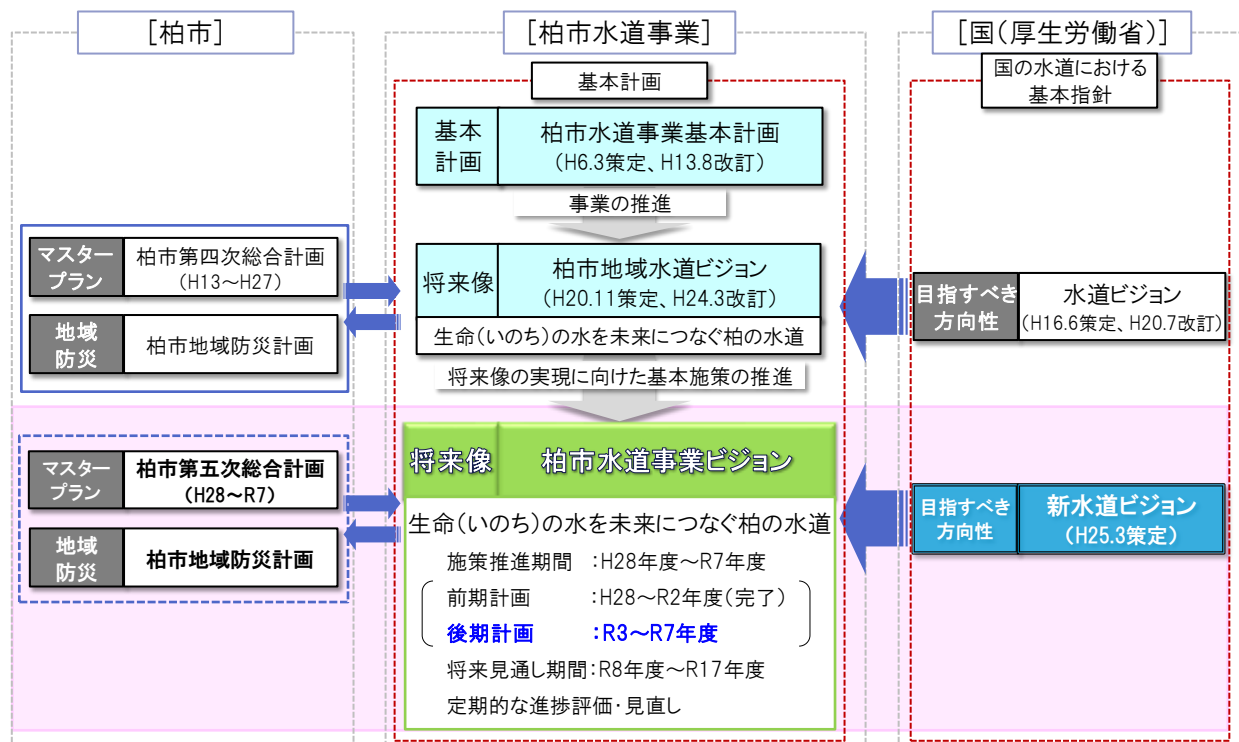 [柏市]
[柏市水道事業]
[国(厚生労働省)]
基本計画
国の水道における
基本指針
基本
計画
柏市水道事業基本計画
(H6.3策定、H13.8改訂)
事業の推進
マスター
プラン
柏市第四次総合計画
(H13~H27)
地域
防災
柏市地域防災計画
将来像
柏市地域水道ビジョン
(H20.11策定、H24.3改訂)
生命(いのち)の水を未来につなぐ柏の水道
目指すべき
方向性
水道ビジョン
(H16.6策定、H20.7改訂)
将来像の実現に向けた基本施策の推進
マスター
プラン
柏市第五次総合計画
(H28~R7)
地域
防災
柏市地域防災計画
将来像
柏市水道事業ビジョン
生命(いのち)の水を未来につなぐ柏の水道
施策推進期間 :H28年度~R7年度
前期計画 :H28~R2年度(完了)
後期計画 :R3~R7年度
将来見通し期間:R8年度~R17年度
定期的な進捗評価・見直し
目指すべき
方向性
新水道ビジョン
(H25.3策定)